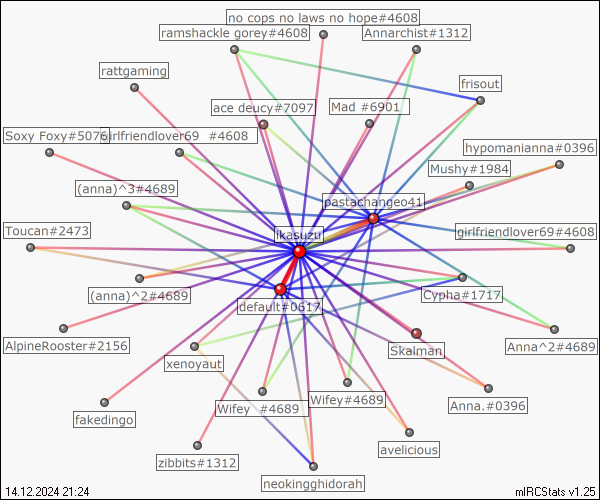 no cops no laws no hope#4608
ramshackle gorey#4608
Annarchist#1312
rattgaming
frisout
ace deucy#7097
Mad #6901
Soxy Foxy#5076
girlfriendlover69 #4608
hypomanianna#0396
Mushy#1984
(anna)^3#4689
pastachangeo41
Toucan#2473
ikasuzu
girlfriendlover69#4608
(anna)^2#4689
Cypha#1717
default#0617
AlpineRooster#2156
Skalman
Anna^2#4689
xenoyaut
fakedingo
Wifey #4689
Wifey#4689
Anna.#0396
avelicious
zibbits#1312
neokingghidorah
14.12.2024 21:24
mIRCStats v1.25